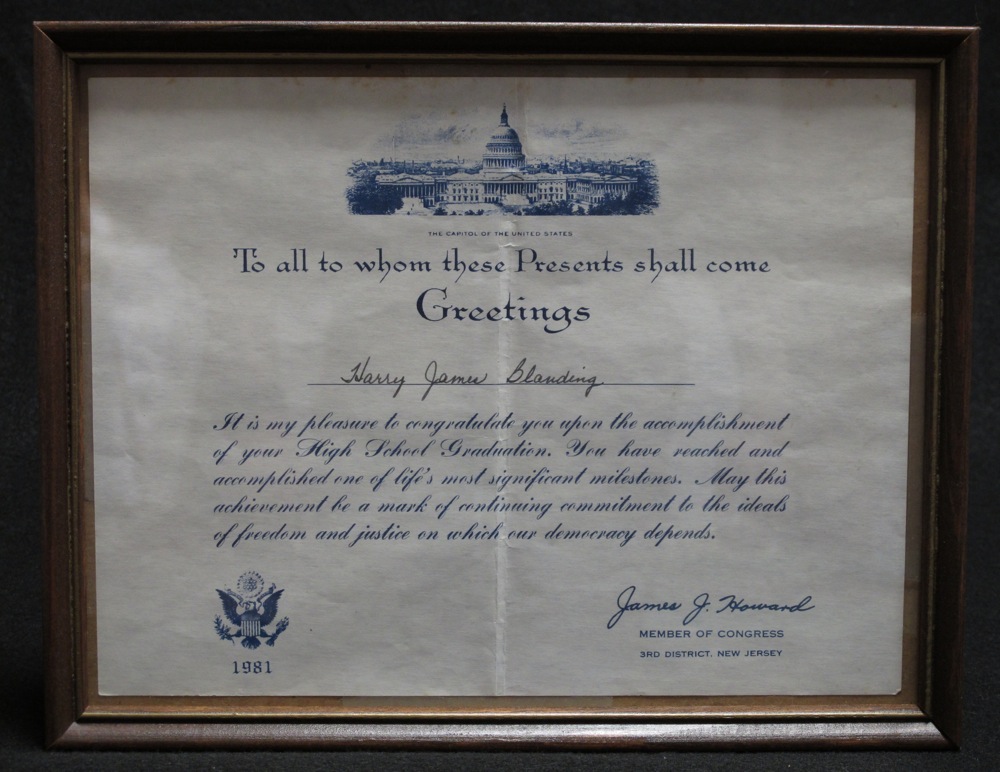 THE CAPITOL OF THE UNITED STATES
To all to whom these Presents shall come
Greetings
Harry James Blanding
It is my pleasure to congratulate you upon the accomplishment
of your High School Graduation. You have reached and
accomplished one of life's most significant milestones. May this
achievement be a mark of continuing commitment to the ideals
of freedom and justice on which our democracy depends.
James J. Howard
MEMBER OF CONGRESS
3RD DISTRICT, NEW JERSEY
1981